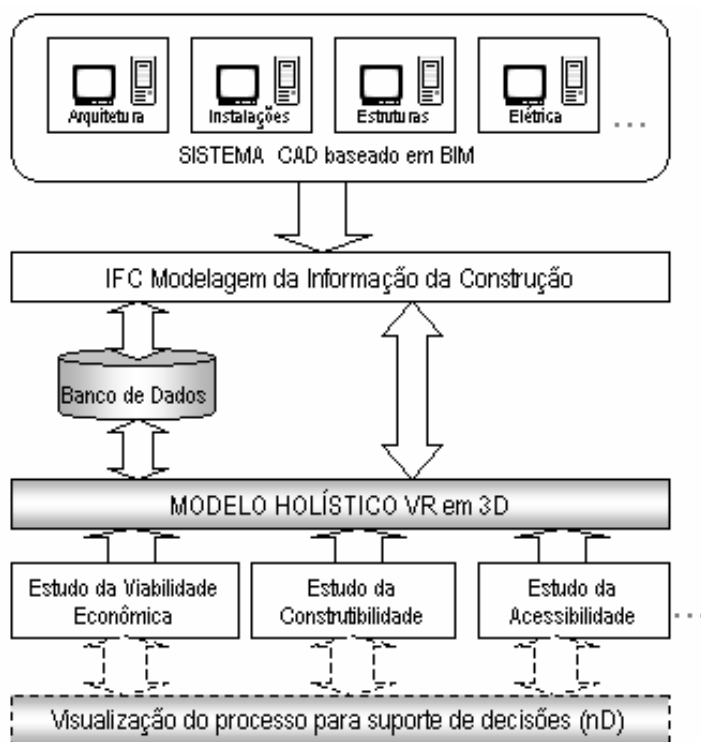 Arquitetura
Instalações
Estruturas
Elétrica
...
SISTEMA CAD baseado em BIM
IFC Modelagem da Informação da Construção
Banco de Dados
MODELO HOLÍSTICO VR em 3D
Estudo da Viabilidade
Econômica
Estudo da
Construtibilidade
Estudo da
Acessibilidade
...
Visualização do processo para suporte de decisões (nD)